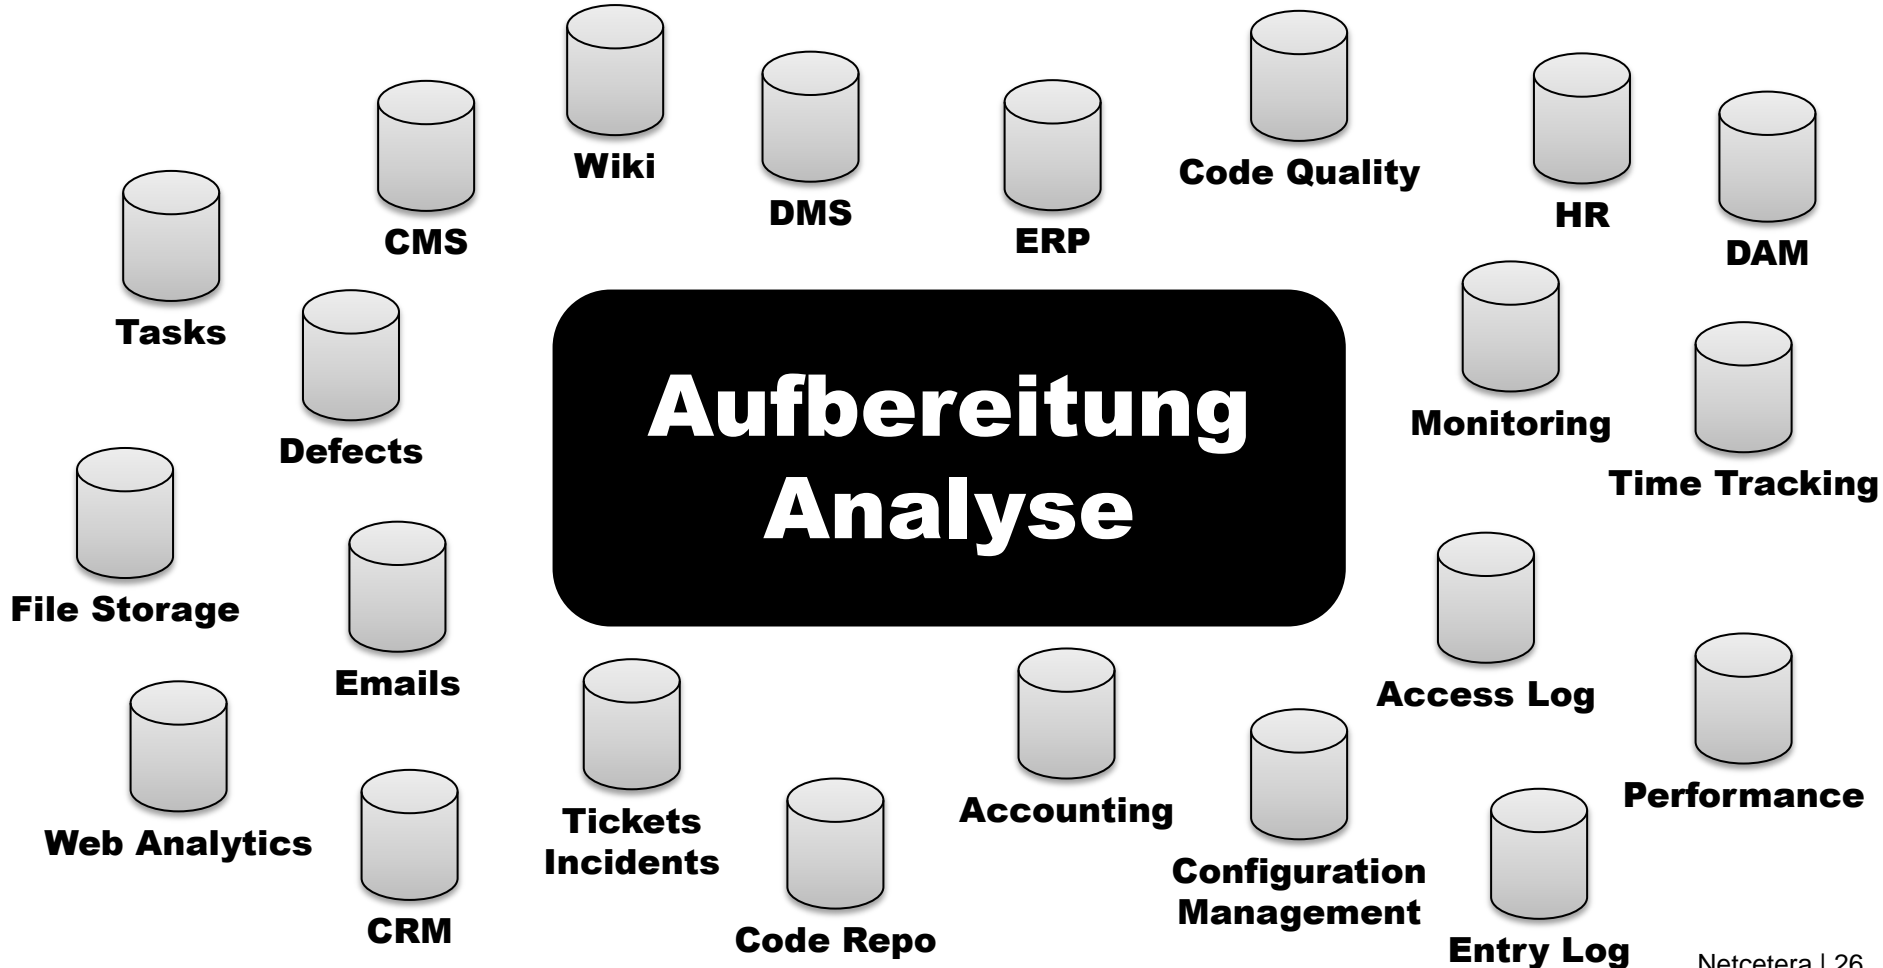 Wiki
Code Quality
DMS
HR
CMS
ERP
DAM
Tasks
Aufbereitung
Analyse
Monitoring
Defects
Time Tracking
File Storage
Emails
Access Log
Performance
Accounting
Tickets
Incidents
Web Analytics
Configuration
Management
CRM
Code Repo
Entry Log
Netcetera | 26